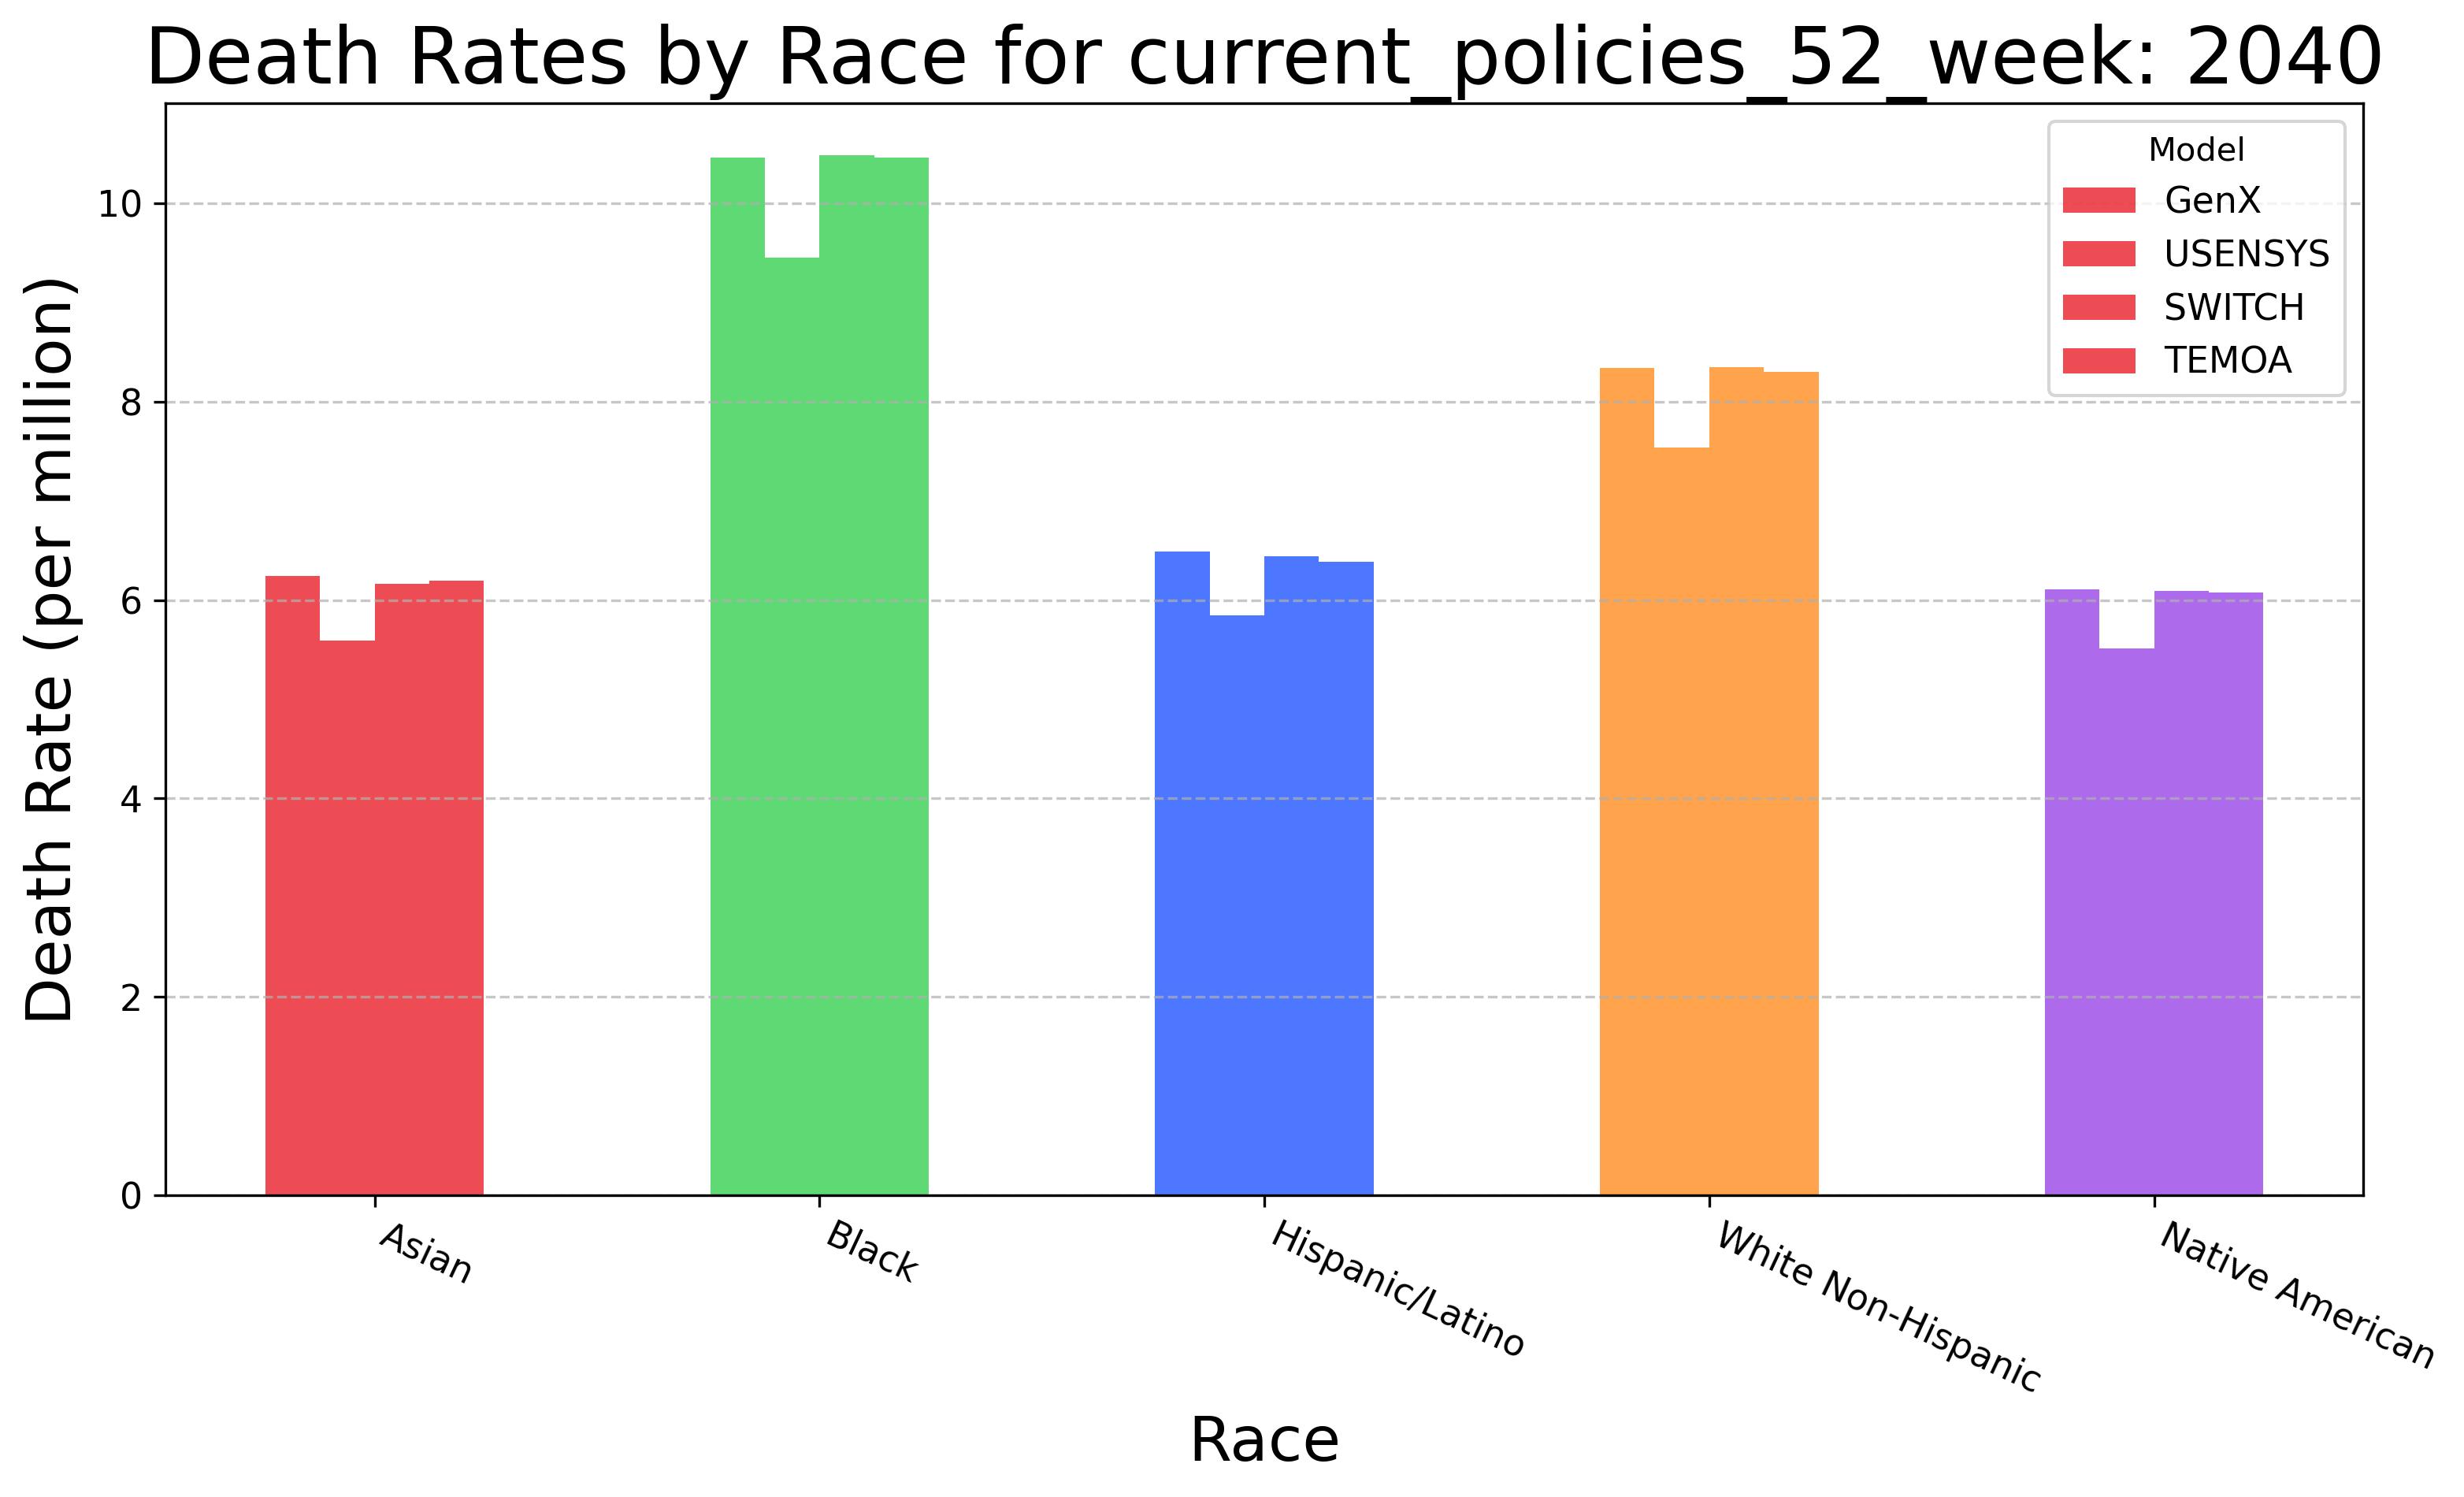 Death Rates by Race for current_policies_52_week: 2040
Death Rate (per million)
10
8
6
4
2
0
Model
GenX
USENSYS
SWITCH
TEMOA
Asian
Black
Hispanic/Latino
White Non-Hispanic
Native American
Race